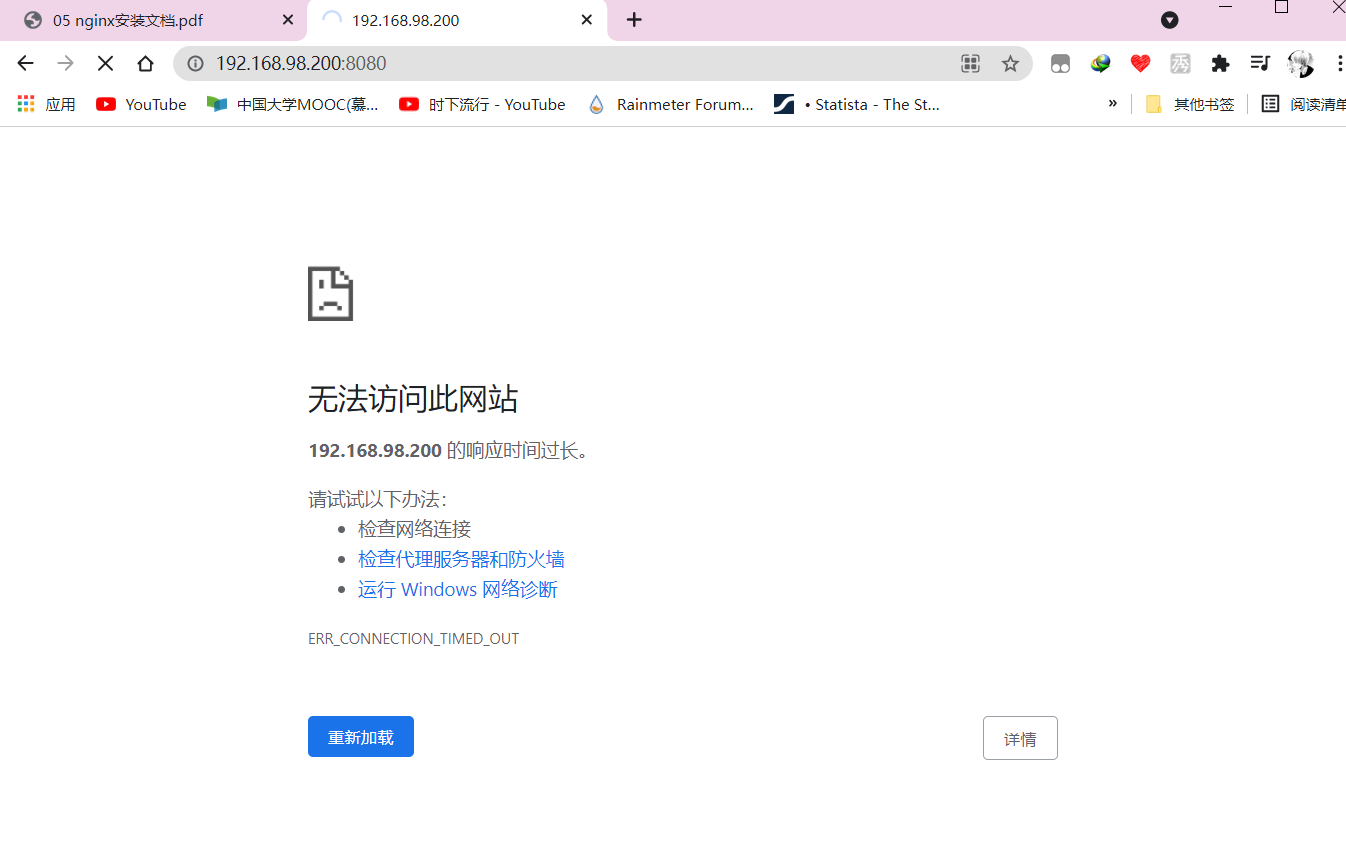 05 nginx安装文档.pdf
192.168.98.200
192.168.98.200:8080
秀
应用
YouTube
中国大学MOOC(慕...
时下流行 - YouTube
Rainmeter Forum...
• Statista - The St...
»
其他书签
阅读清单
无法访问此网站
192.168.98.200 的响应时间过长。
请试试以下办法：
• 检查网络连接
• 检查代理服务器和防火墙
• 运行 Windows 网络诊断
ERR_CONNECTION_TIMED_OUT
重新加载
详情